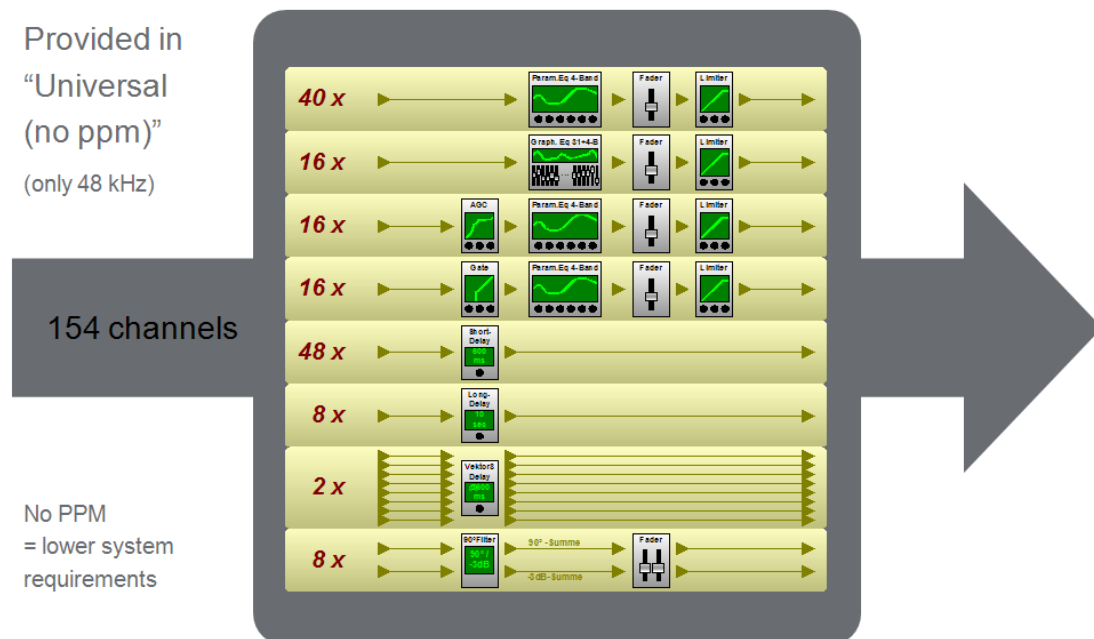 Provided in
“Universal
(no ppm)”
(only 48 kHz)
154 channels
No PPM
= lower system
requirements
40 x
Param.Eq 4-Band
Fader
Limiter
16 x
Graph. Eq 31+4-B
Fader
Limiter
16 x
AGC
Param.Eq 4-Band
Fader
Limiter
16 x
Gate
Param.Eq 4-Band
Fader
Limiter
48 x
Short-
Delay
600
ms
8 x
Long-
Delay
10
sec
2 x
Vektor8
Delay
ms
8 x
90°Filter
90° /
-3dB
90° -Summe
-3dB-Summe
Fader